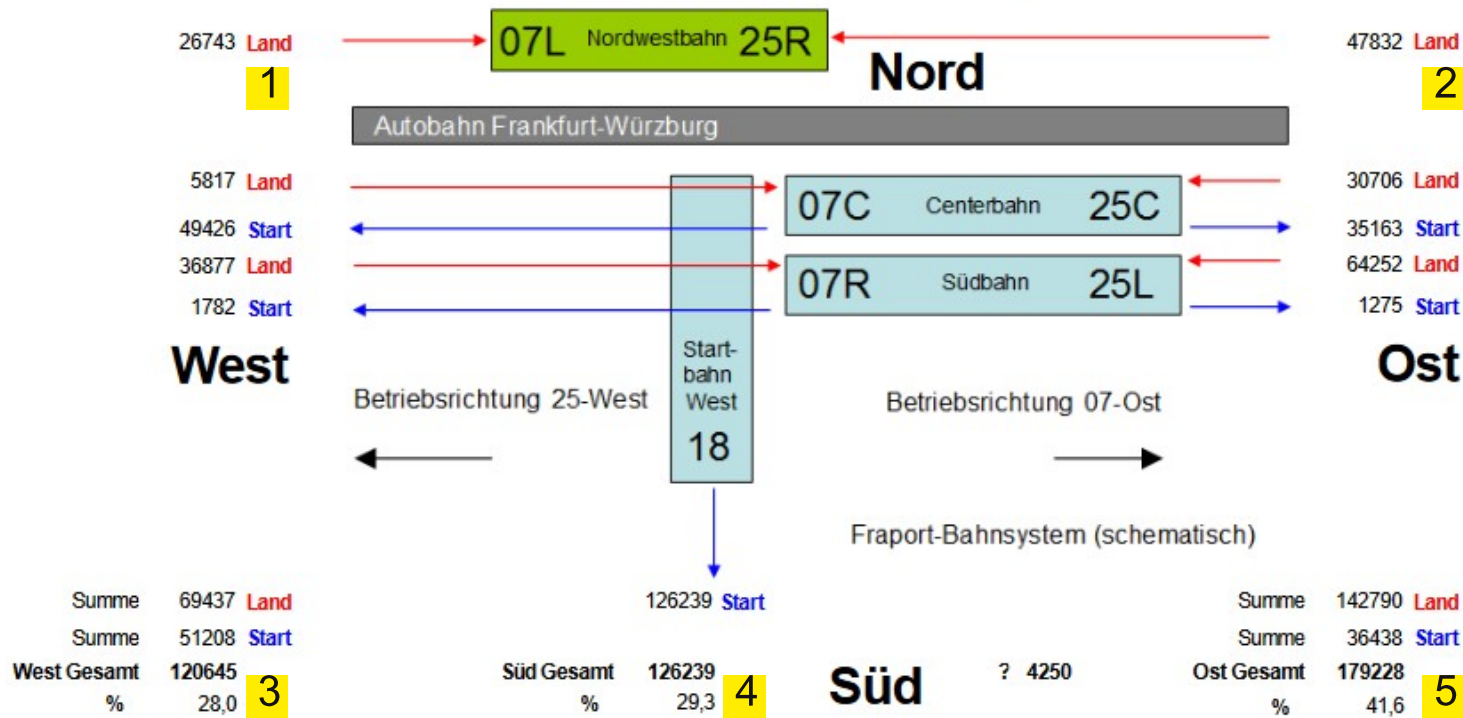 26743 Land
07L Nordwestbahn 25R
47832 Land
1
Nord
2
Autobahn Frankfurt-Würzburg
5817 Land
07C Centerbahn 25C
30706 Land
49426 Start
35163 Start
36877 Land
07R Südbahn 25L
64252 Land
1782 Start
1275 Start
West
Start-
bahn
West
18
Ost
Betriebsrichtung 25-West
Betriebsrichtung 07-Ost
Fraport-Bahnsystem (schematisch)
Summe 69437 Land
126239 Start
Summe 142790 Land
Summe 51208 Start
Summe 36438 Start
West Gesamt 120645
Süd Gesamt 126239
Süd
? 4250
Ost Gesamt 179228
% 28,0 3
% 29,3 4
% 41,6 5